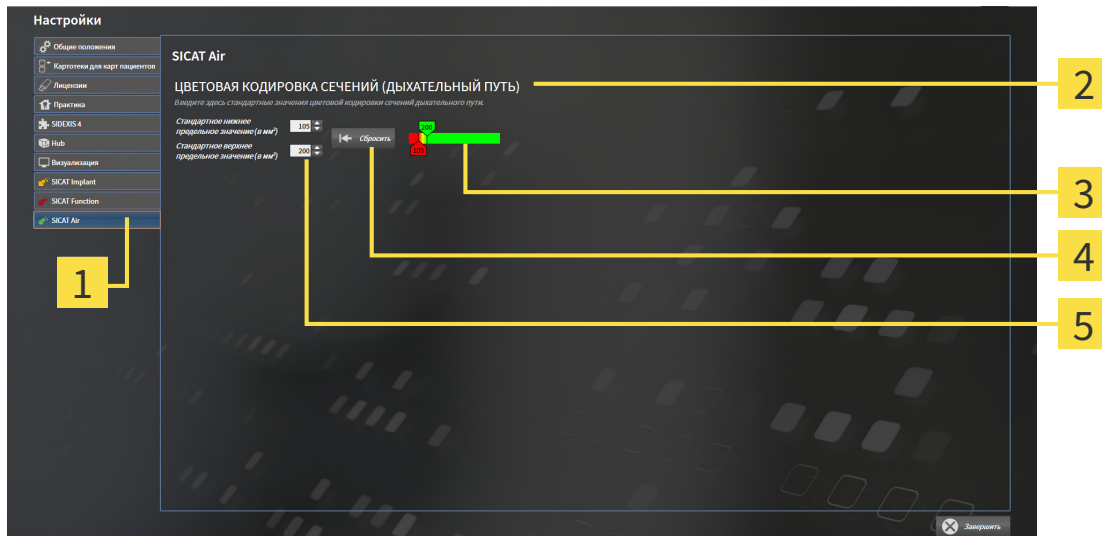 Настройки
Общие положения
Картотеки для карт пациентов
Лицензии
Практика
SIDEXIS 4
Hub
Визуализация
SICAT Implant
SICAT Function
SICAT Air
SICAT Air
ЦВЕТОВАЯ КОДИРОВКА СЕЧЕНИЙ (ДЫХАТЕЛЬНЫЙ ПУТЬ)
Введите здесь стандартные значения цветовой кодировки сечений дыхательного пути.
Стандартное нижнее
предельное значение (в мм²)
105
Стандартное верхнее
предельное значение (в мм²)
200
Сбросить
200
105
Завершить
1
2
3
4
5